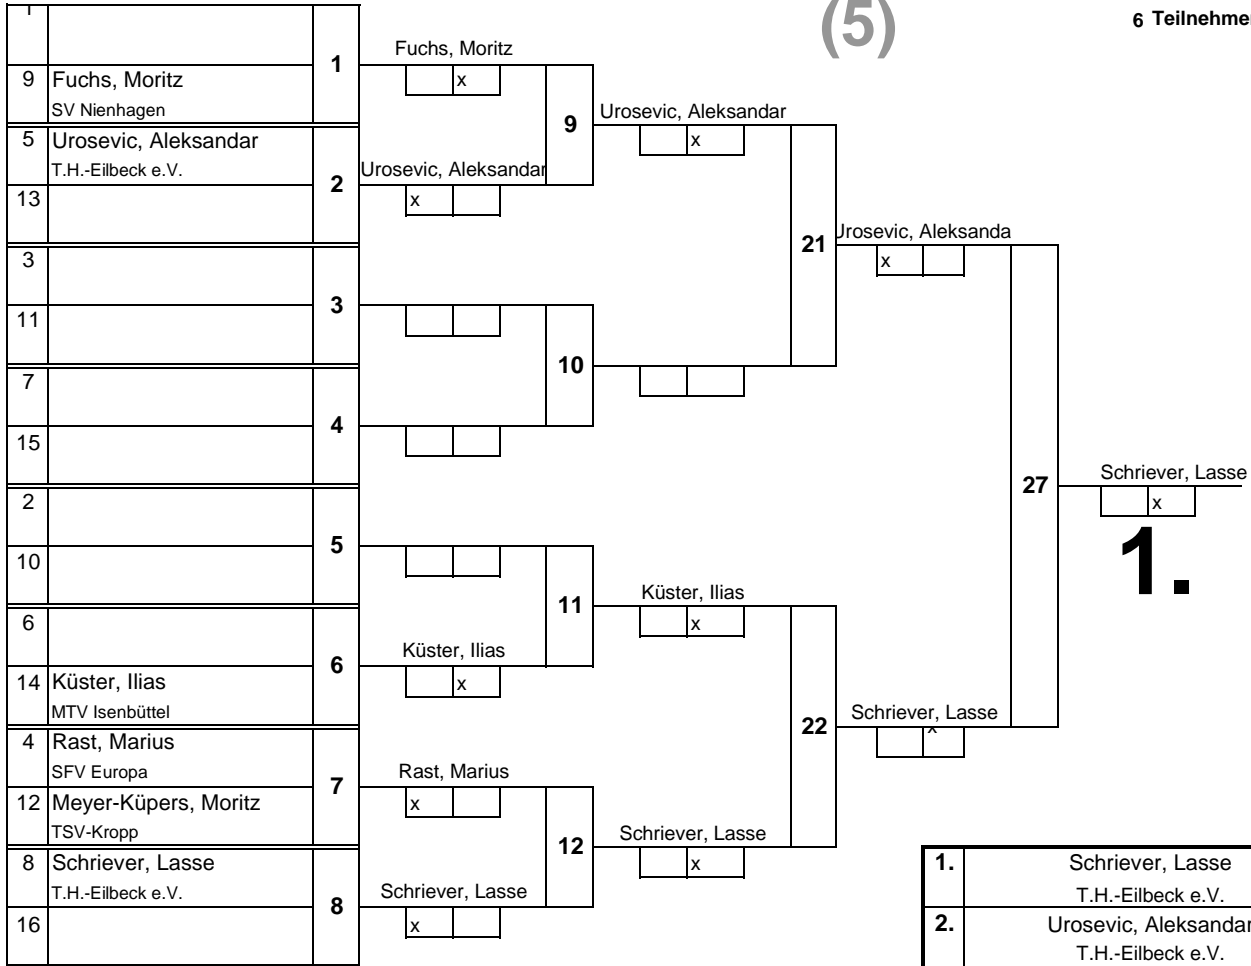 (5)
6 Teilnehmer
1
1
9 Fuchs, Moritz
SV Nienhagen
Fuchs, Moritz
x
5 Urosevic, Aleksandar
T.H.-Eilbeck e.V.
2
13
Urosevic, Aleksandar
x
9
Urosevic, Aleksandar
x
3
3
11
7
4
15
10
21
Urosevic, Aleksanda
x
2
5
10
6
6
14 Küster, Ilias
MTV Isenbüttel
Küster, Ilias
x
11
Küster, Ilias
x
4 Rast, Marius
SFV Europa
7
12 Meyer-Küpers, Moritz
TSV-Kropp
Rast, Marius
x
8 Schriever, Lasse
T.H.-Eilbeck e.V.
8
16
Schriever, Lasse
x
12
Schriever, Lasse
x
22
Schriever, Lasse
x
27
Schriever, Lasse
x
1.
1. Schriever, Lasse
T.H.-Eilbeck e.V.
2. Urosevic, Aleksandar
T.H.-Eilbeck e.V.